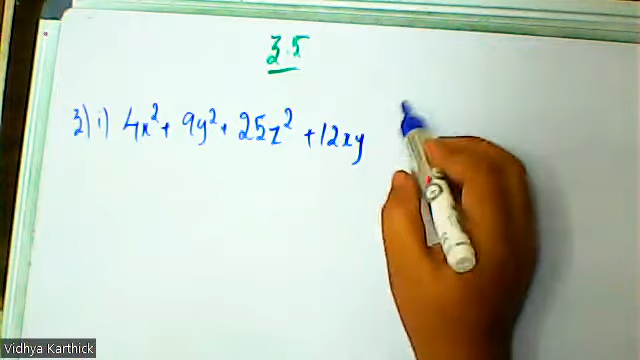 3.5
3) i) 4x² + 9y² + 25z² + 12xy
Vidhya Karthick